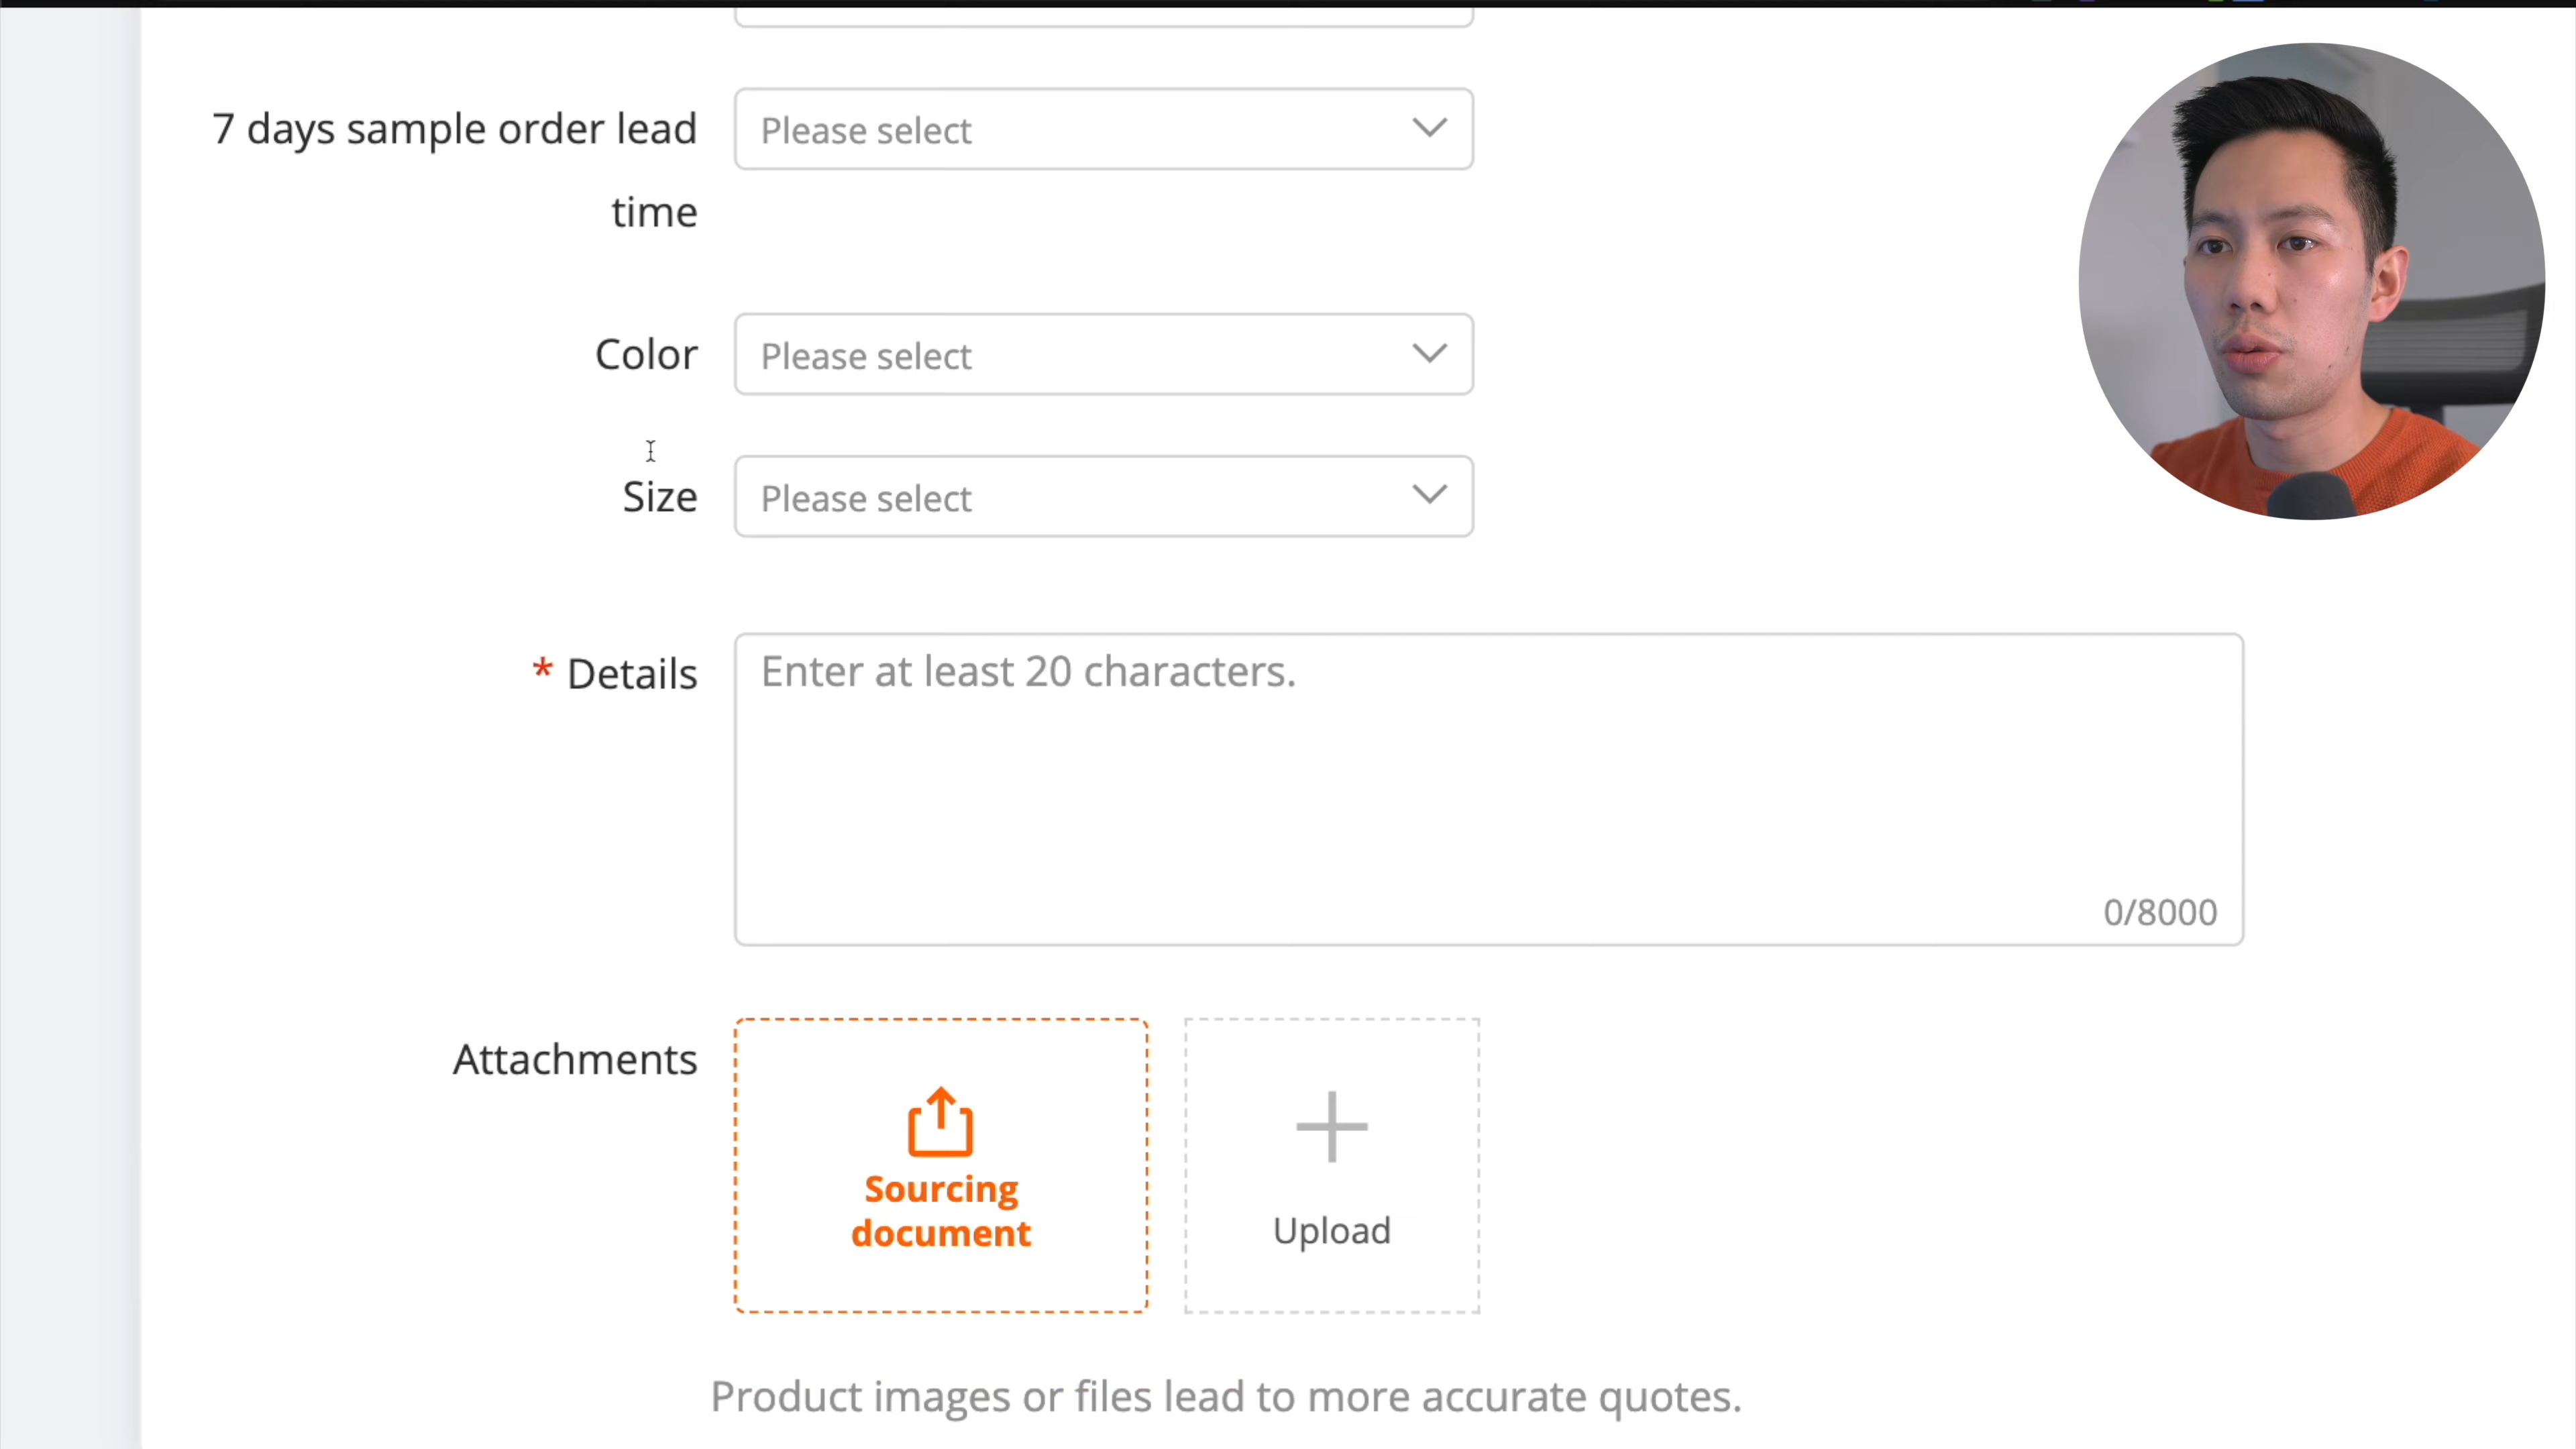 7 days sample order lead
time
Please select
Color
Please select
Size
Please select
* Details
Enter at least 20 characters.
0/8000
Attachments
Sourcing
document
Upload
Product images or files lead to more accurate quotes.